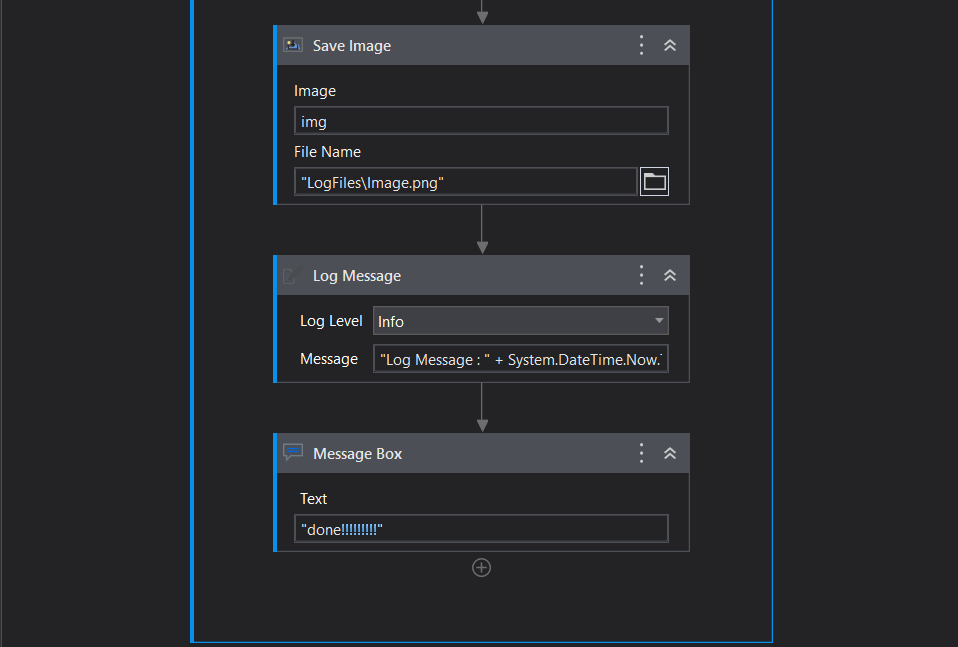 Save Image
Image
img
File Name
"LogFiles\Image.png"
Log Message
Log Level Info
Message "Log Message : " + System.DateTime.Now.
Message Box
Text
"done!!!!!!!!!"